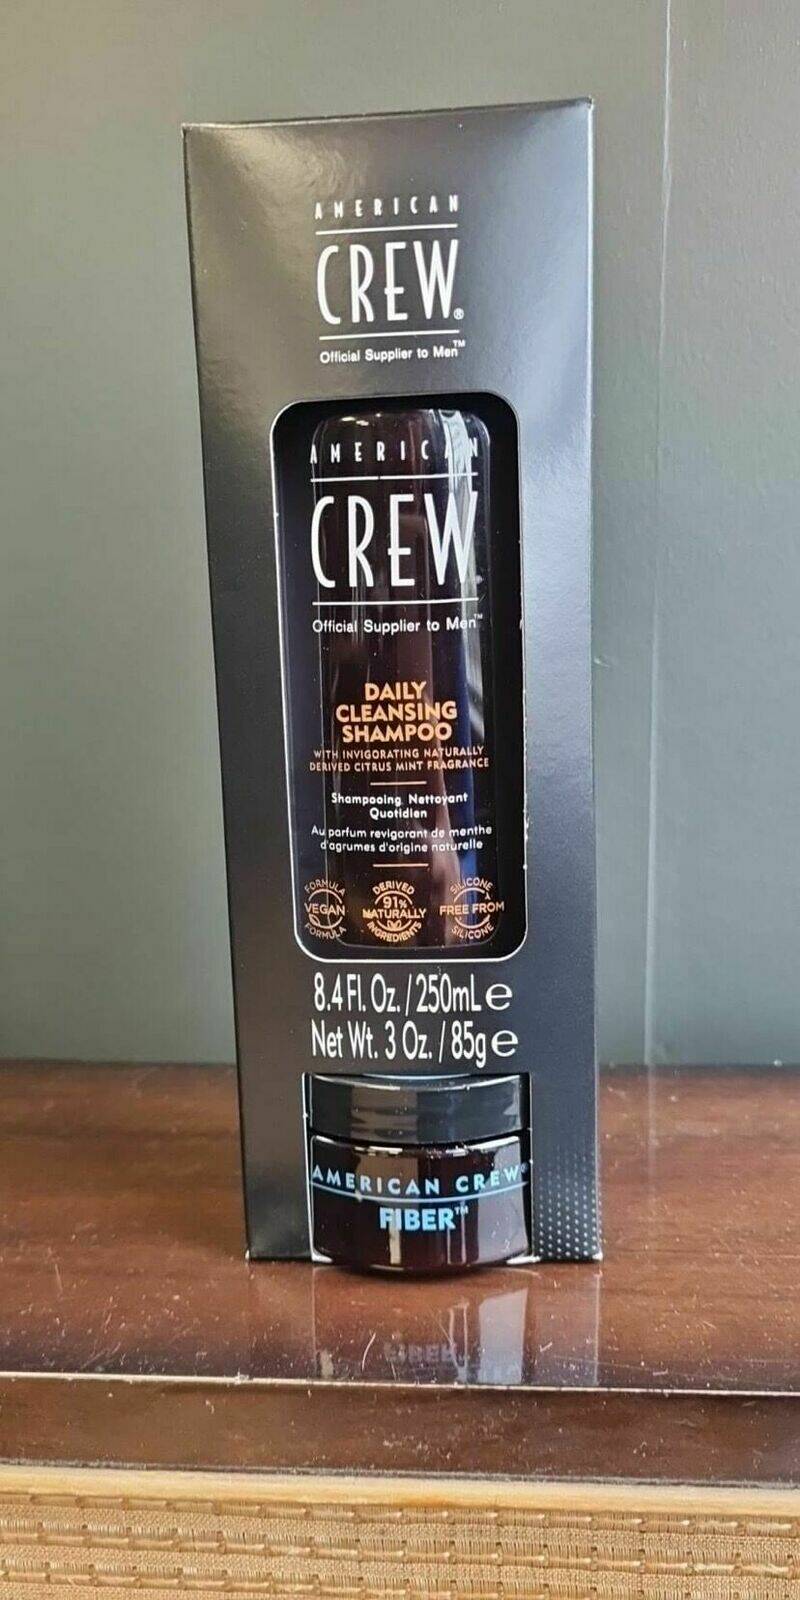 AMERICAN
CREW®
Official Supplier to Men™
AMERICAN
CREW
Official Supplier to Men™
DAILY
CLEANSING
SHAMPOO
WITH INVIGORATING NATURALLY
DERIVED CITRUS MINT FRAGRANCE
Shampooing Nettoyant
Quotidien
Au parfum revigorant de menthe
d'agrumes d'origine naturelle
FORMULA
VEGAN
FORMULA
DERIVED
91%
NATURALLY
INGREDIENTS
SILICONE
FREE FROM
SILICONE
8.4 Fl. Oz. / 250mL e
Net Wt. 3 Oz. / 85g e
AMERICAN CREW®
FIBER™